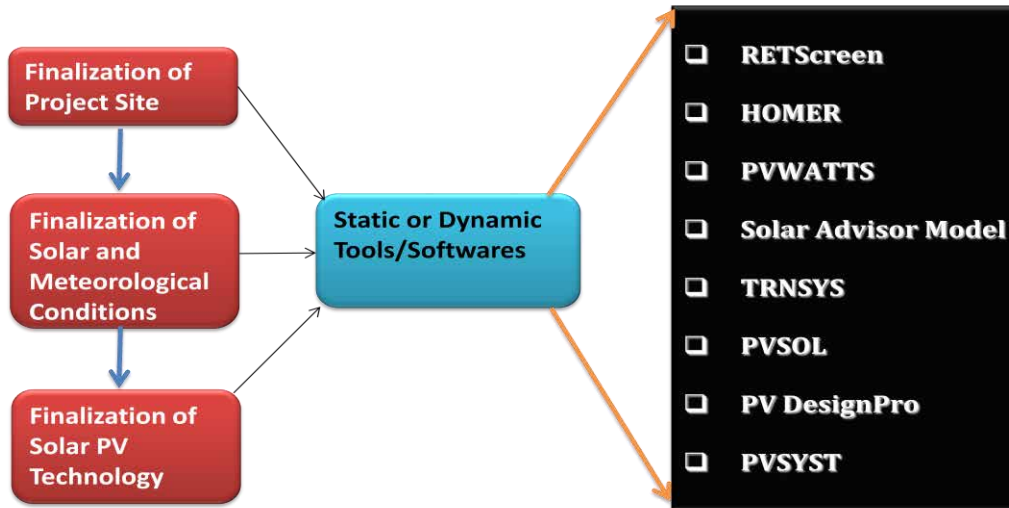 Finalization of
Project Site
Finalization of
Solar and
Meteorological
Conditions
Finalization of
Solar PV
Technology
Static or Dynamic
Tools/Softwares
RETScreen
HOMER
PVWATTS
Solar Advisor Model
TRNSYS
PVSOL
PV DesignPro
PVSYST